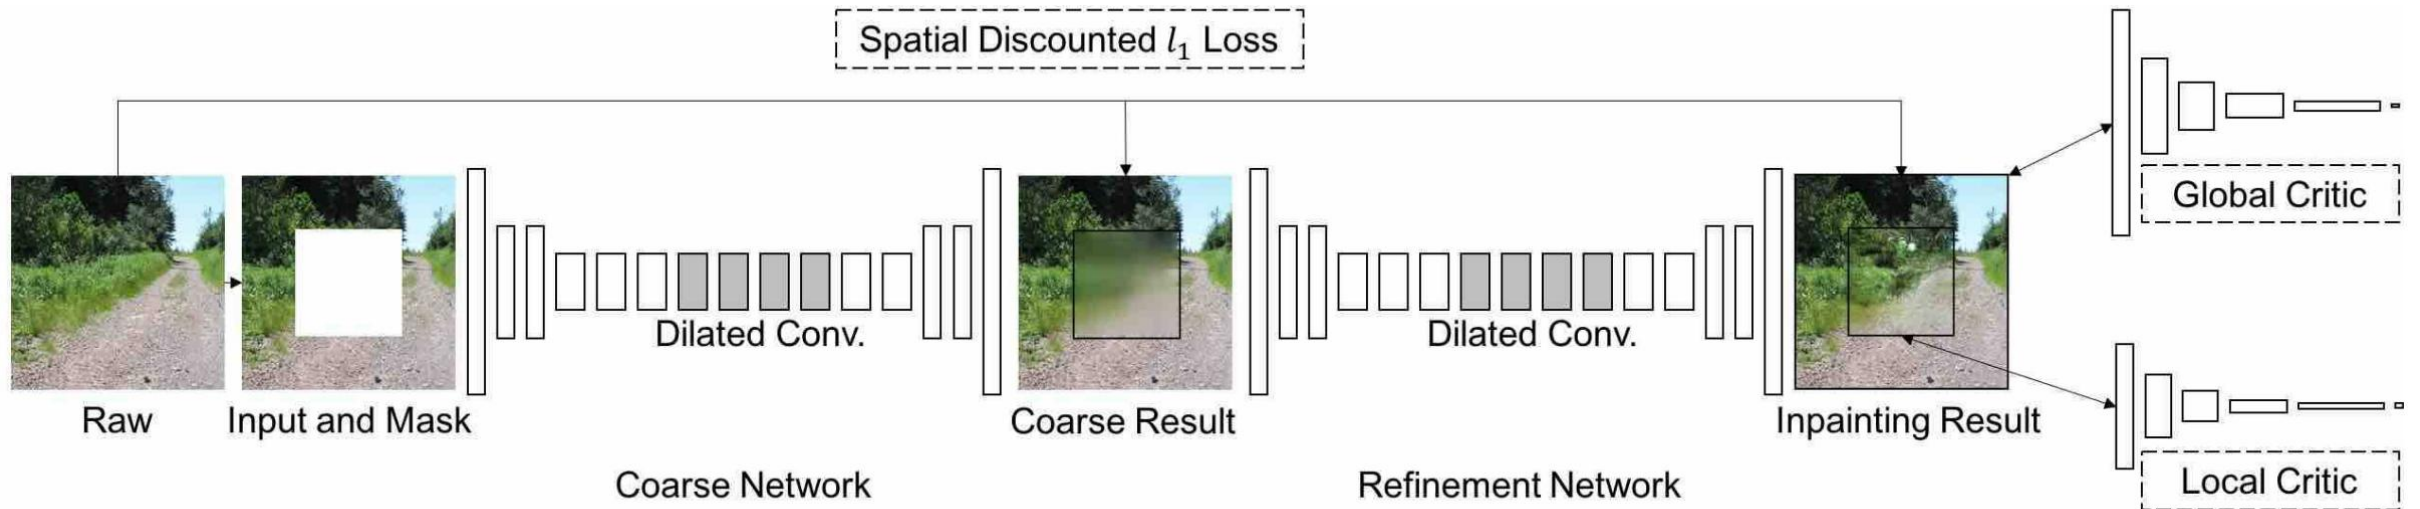 Spatial Discounted l₁ Loss
Global Critic
Dilated Conv.
Dilated Conv.
Raw
Input and Mask
Coarse Result
Inpainting Result
Coarse Network
Refinement Network
Local Critic